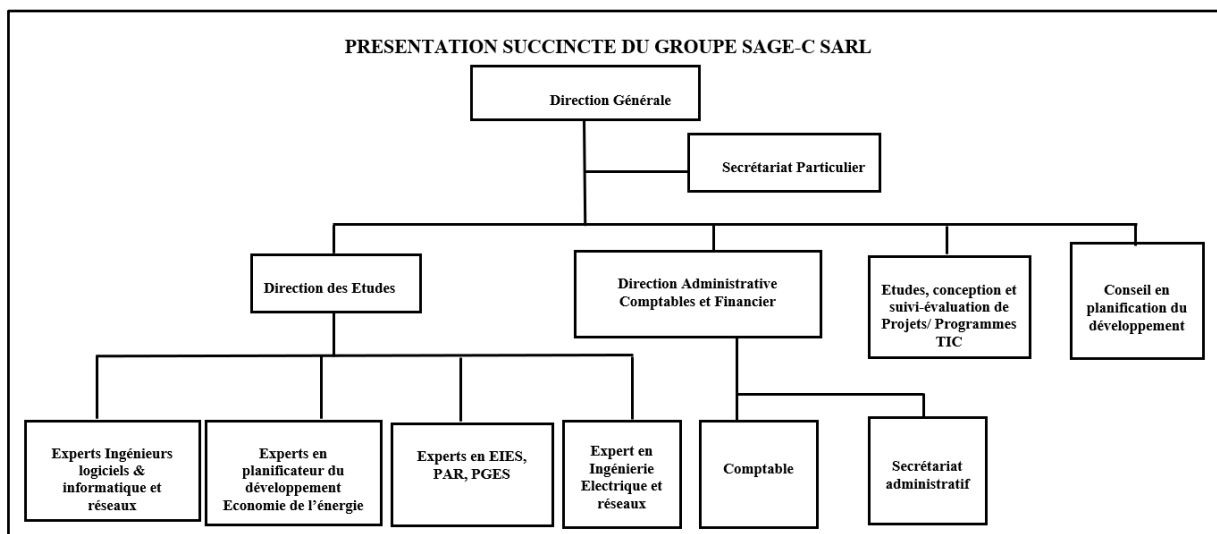 PRESENTATION SUCCINCTE DU GROUPE SAGE-C SARL
Direction Générale
Secrétariat Particulier
Direction des Etudes
Direction Administrative
Comptables et Financier
Etudes, conception et
suivi-évaluation de
Projets/ Programmes
TIC
Conseil en
planification du
développement
Experts Ingénieurs
logiciels &
informatique et
réseaux
Experts en
planificateur du
développement
Economie de l’énergie
Experts en EIES,
PAR, PGES
Expert en
Ingénierie
Electrique et
réseaux
Comptable
Secrétariat
administratif